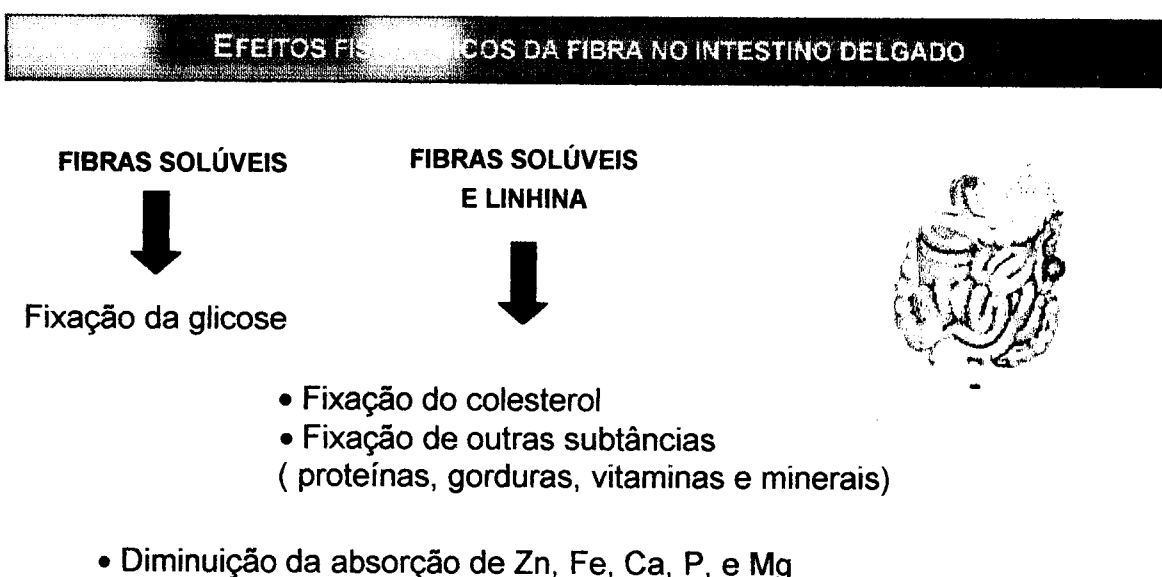 EFEITOS DA FIBRA NO INTESTINO DELGADO
FIBRAS SOLÚVEIS
Fixação da glicose
FIBRAS SOLÚVEIS
E LINHINA
• Fixação do colesterol
• Fixação de outras subtâncias
( proteínas, gorduras, vitaminas e minerais)
• Diminuição da absorção de Zn, Fe, Ca, P, e Mg